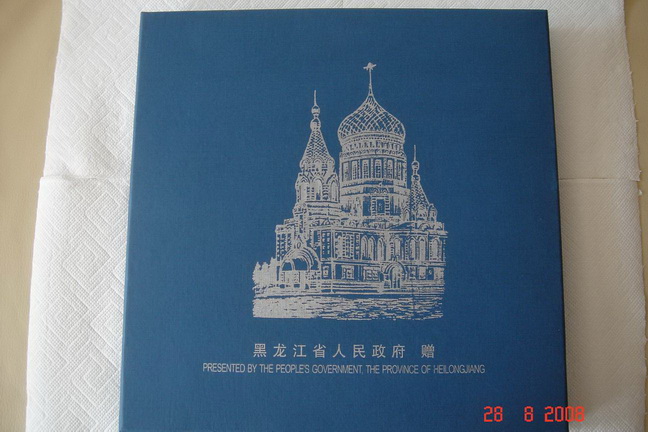 黑龙江省人民政府 赠
PRESENTED BY THE PEOPLE'S GOVERNMENT, THE PROVINCE OF HEILONGJIANG
28 8 2008